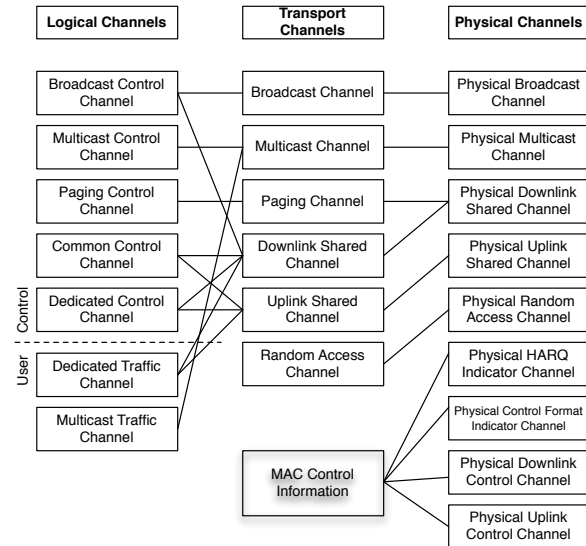 Logical Channels
Transport
Channels
Physical Channels
Broadcast Control
Channel
Broadcast Channel
Physical Broadcast
Channel
Multicast Control
Channel
Multicast Channel
Physical Multicast
Channel
Paging Control
Channel
Paging Channel
Physical Downlink
Shared Channel
Common Control
Channel
Downlink Shared
Channel
Physical Uplink
Shared Channel
Control
Dedicated Control
Channel
Uplink Shared
Channel
Physical Random
Access Channel
User
Dedicated Traffic
Channel
Random Access
Channel
Physical HARQ
Indicator Channel
Multicast Traffic
Channel
Physical Control Format
Indicator Channel
MAC Control
Information
Physical Downlink
Control Channel
Physical Uplink
Control Channel